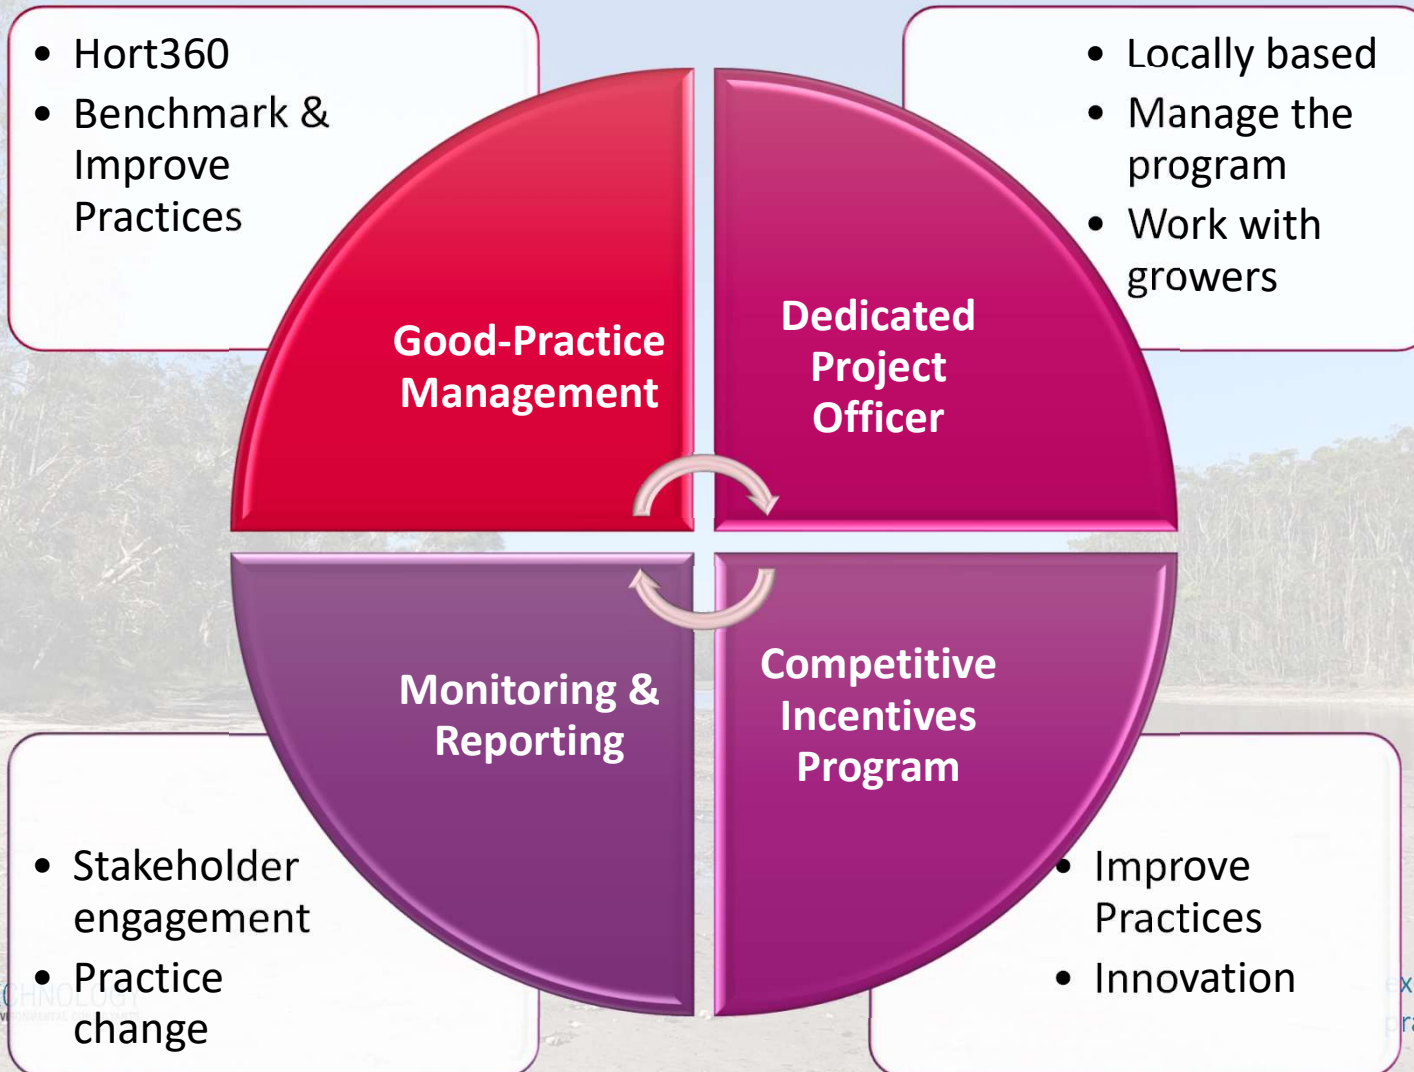 • Hort360
• Benchmark &
Improve
Practices
• Locally based
• Manage the
program
• Work with
growers
Good-Practice
Management
Dedicated
Project
Officer
Monitoring &
Reporting
Competitive
Incentives
Program
• Stakeholder
engagement
• Practice
change
• Improve
Practices
• Innovation